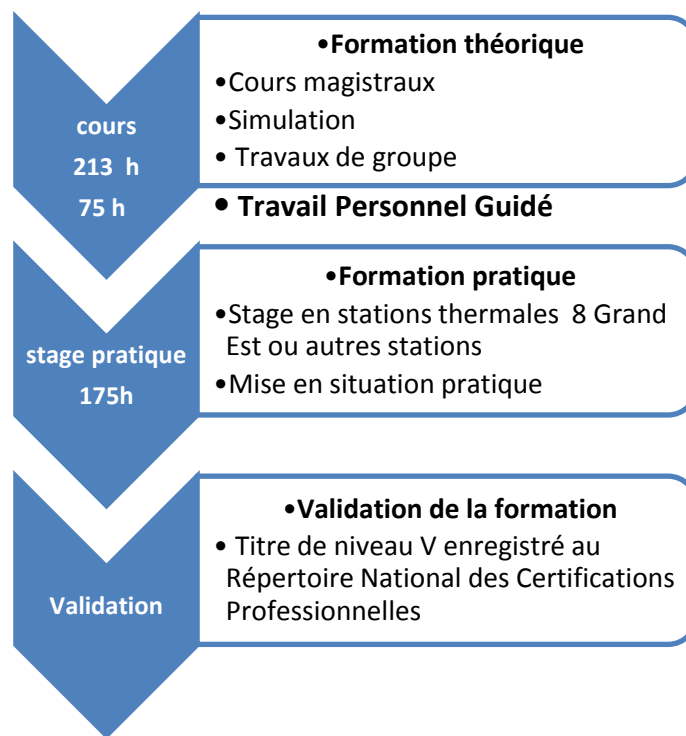 cours
213 h
75 h
•Formation théorique
•Cours magistraux
•Simulation
• Travaux de groupe
• Travail Personnel Guidé
stage pratique
175h
•Formation pratique
•Stage en stations thermales 8 Grand
Est ou autres stations
•Mise en situation pratique
Validation
•Validation de la formation
• Titre de niveau V enregistré au
Répertoire National des Certifications
Professionnelles